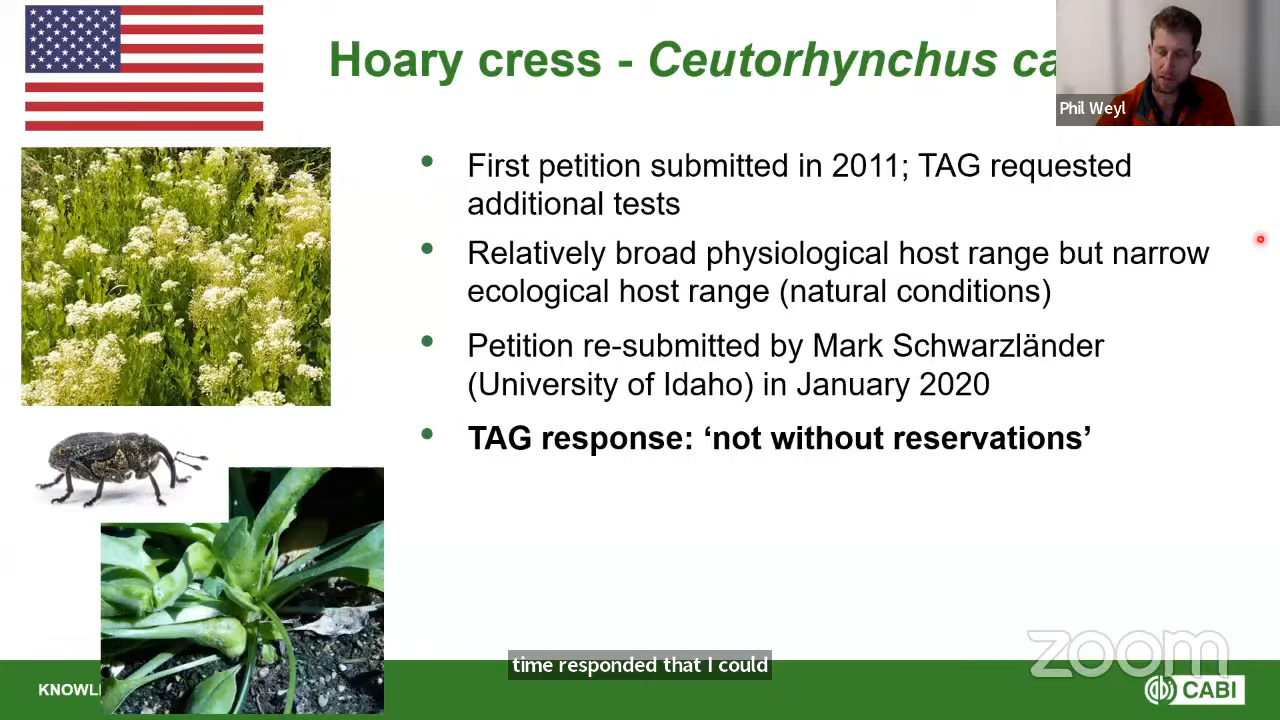 Hoary cress - Ceutorhynchus
Phil Weyl
• First petition submitted in 2011; TAG requested
additional tests
• Relatively broad physiological host range but narrow
ecological host range (natural conditions)
• Petition re-submitted by Mark Schwarzländer
(University of Idaho) in January 2020
• TAG response: ‘not without reservations’
zoom
time responded that I could
CABI